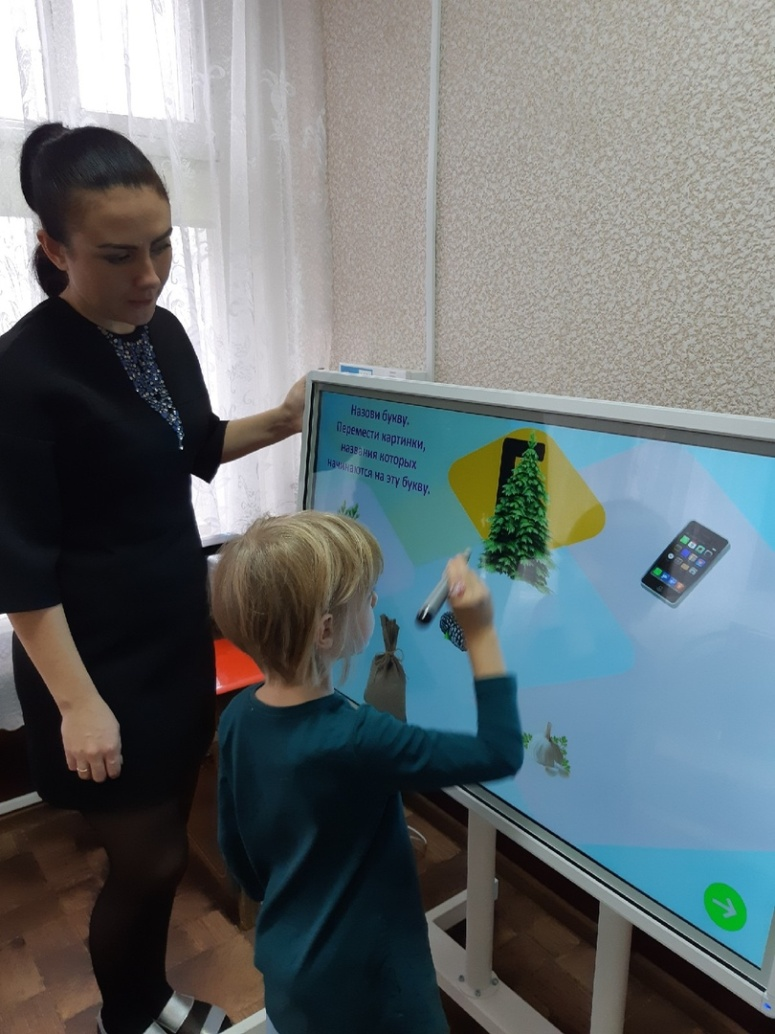 Назови букву.
Перемести картинки,
названия которых
начинаются на эту букву.